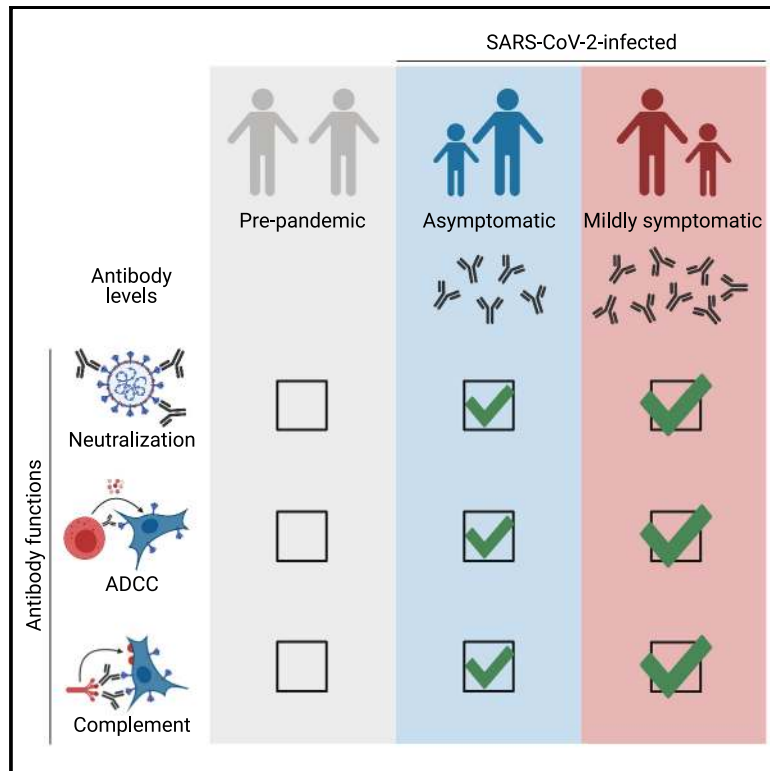 SARS-CoV-2-infected
Pre-pandemic
Asymptomatic
Mildly symptomatic
Antibody
levels
Antibody functions
Neutralization
ADCC
Complement